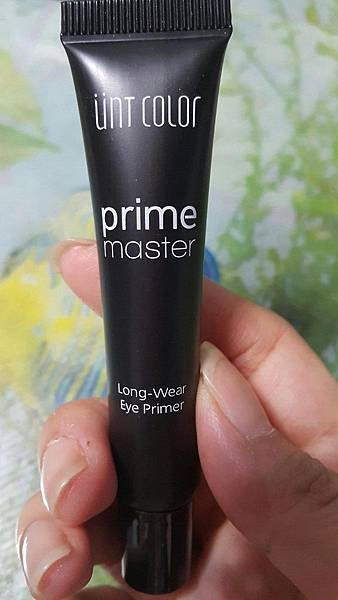 üNT COLOR
prime
master
Long-Wear
Eye Primer